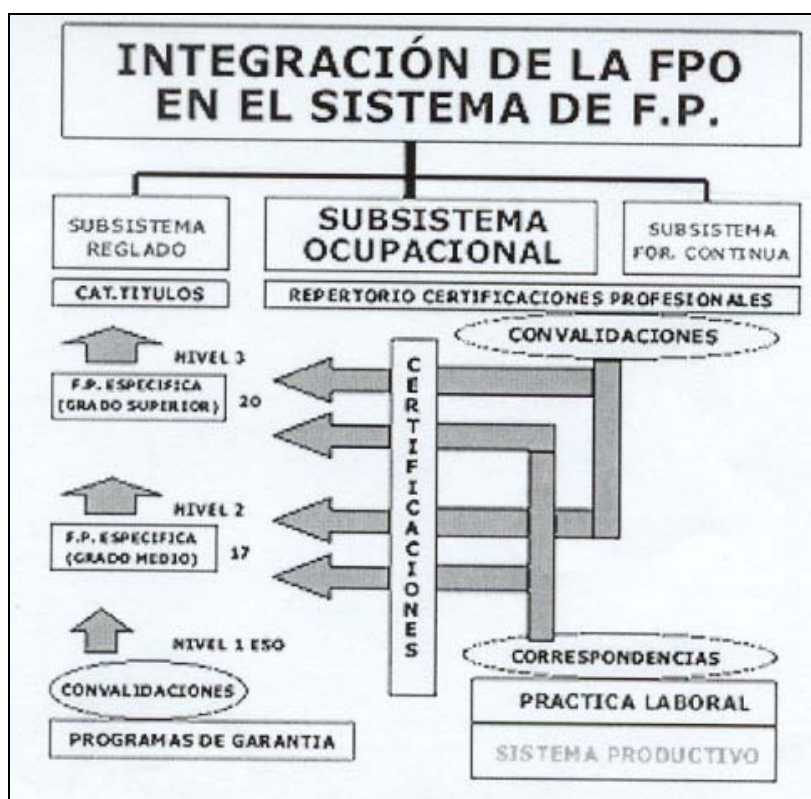 INTEGRACIÓN DE LA FPO
EN EL SISTEMA DE F.P.
SUBSISTEMA
REGLADO
SUBSISTEMA
OCUPACIONAL
SUBSISTEMA
FOR. CONTINUA
CAT.TITULOS
REPERTORIO CERTIFICACIONES PROFESIONALES
CONVALIDACIONES
NIVEL 3
F.P. ESPECIFICA
(GRADO SUPERIOR)
20
CERTIFICACIONES
NIVEL 2
F.P. ESPECIFICA
(GRADO MEDIO)
17
NIVEL 1 ESO
CONVALIDACIONES
PROGRAMAS DE GARANTIA
CORRESPONDENCIAS
PRACTICA LABORAL
SISTEMA PRODUCTIVO